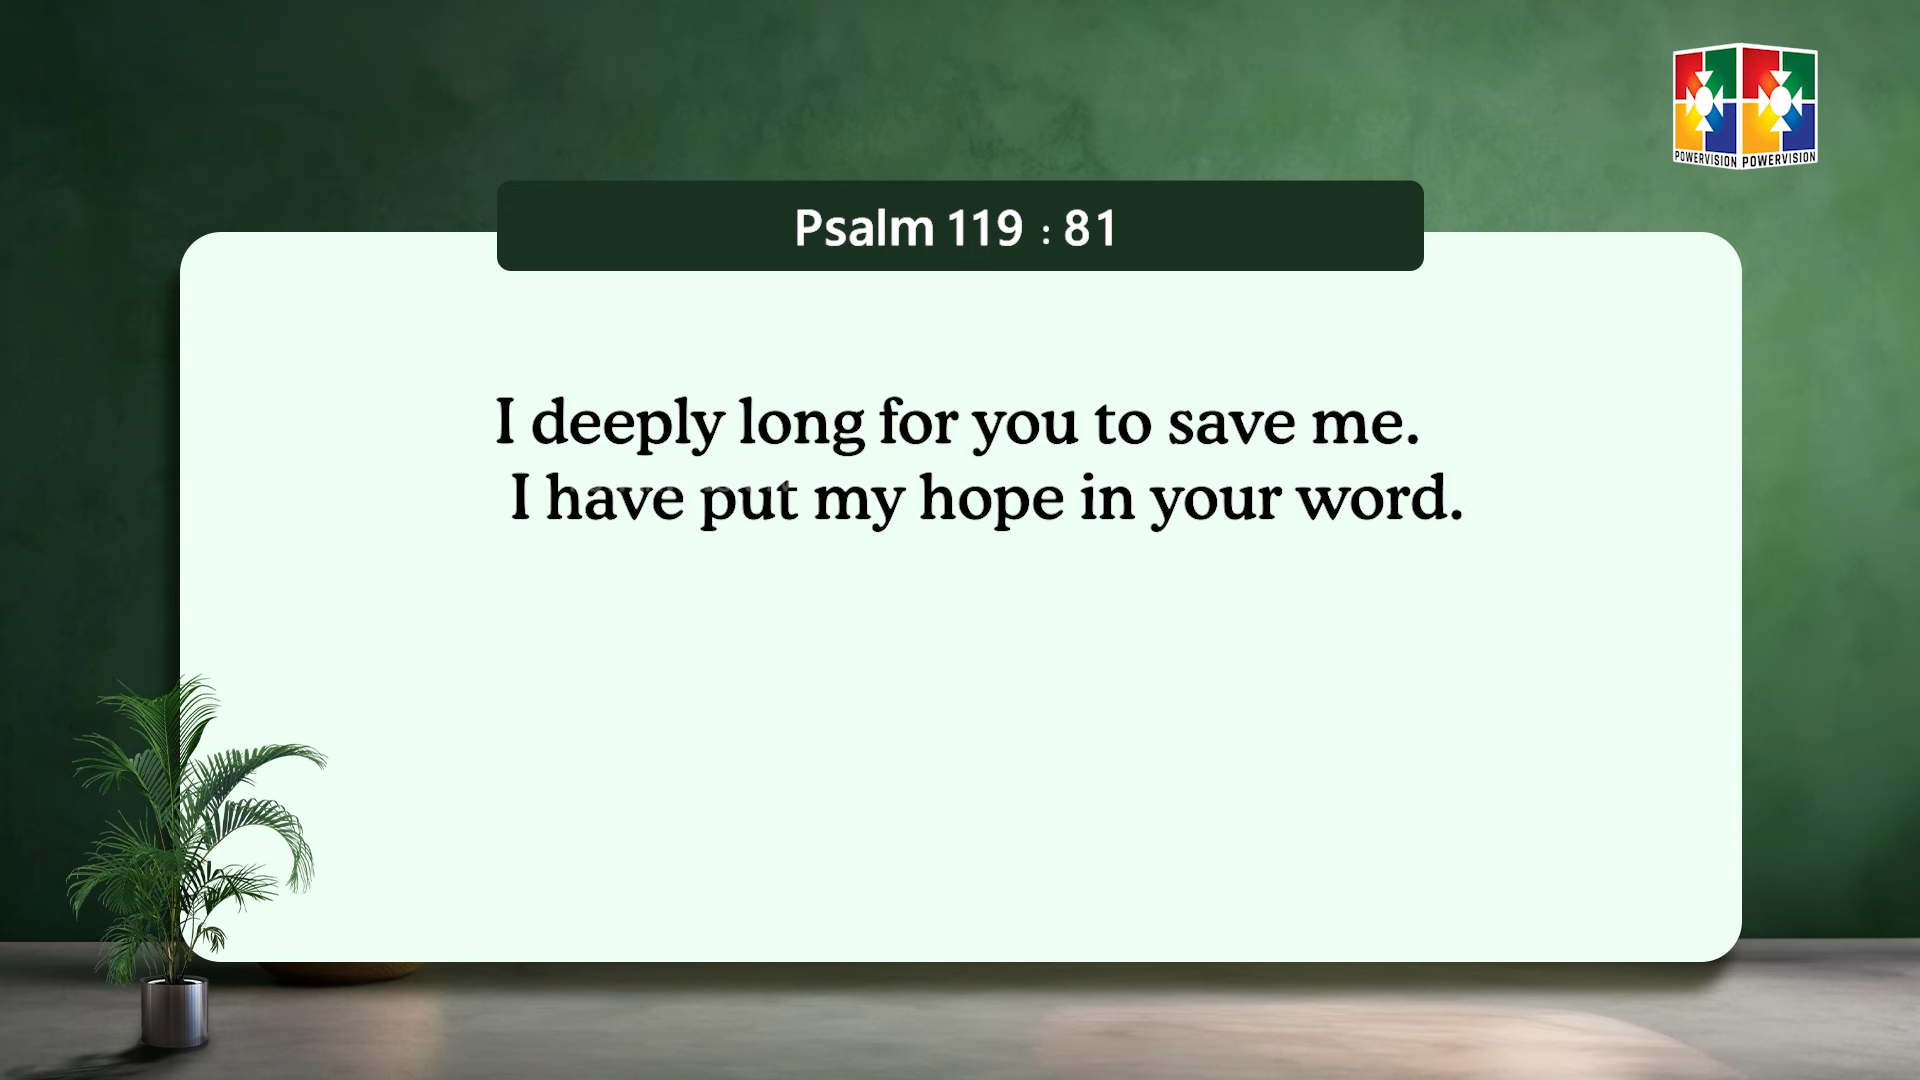 POWERVISION POWERVISION
Psalm 119 : 81
I deeply long for you to save me.
I have put my hope in your word.